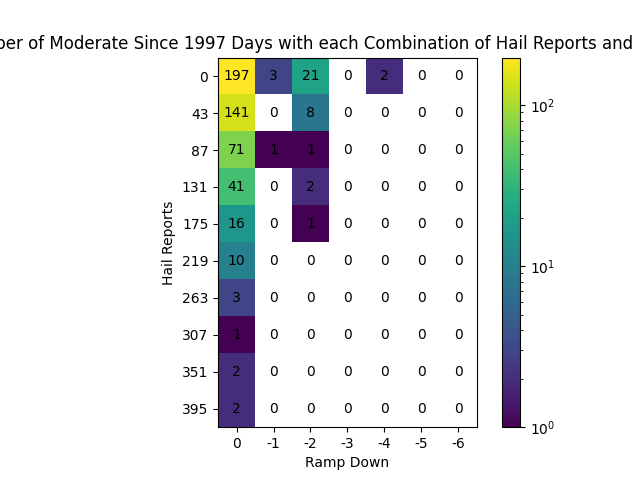 of Moderate Since 1997 Days with each Combination of Hail Reports and
0 197 3 21 0 2 0 0
43 141 0 8 0 0 0 0
87 71 1 1 0 0 0 0
131 41 0 2 0 0 0 0
175 16 0 1 0 0 0 0
219 10 0 0 0 0 0 0
263 3 0 0 0 0 0 0
307 1 0 0 0 0 0 0
351 2 0 0 0 0 0 0
395 2 0 0 0 0 0 0
0 -1 -2 -3 -4 -5 -6
Ramp Down
Hail Reports
10²
10¹
10⁰